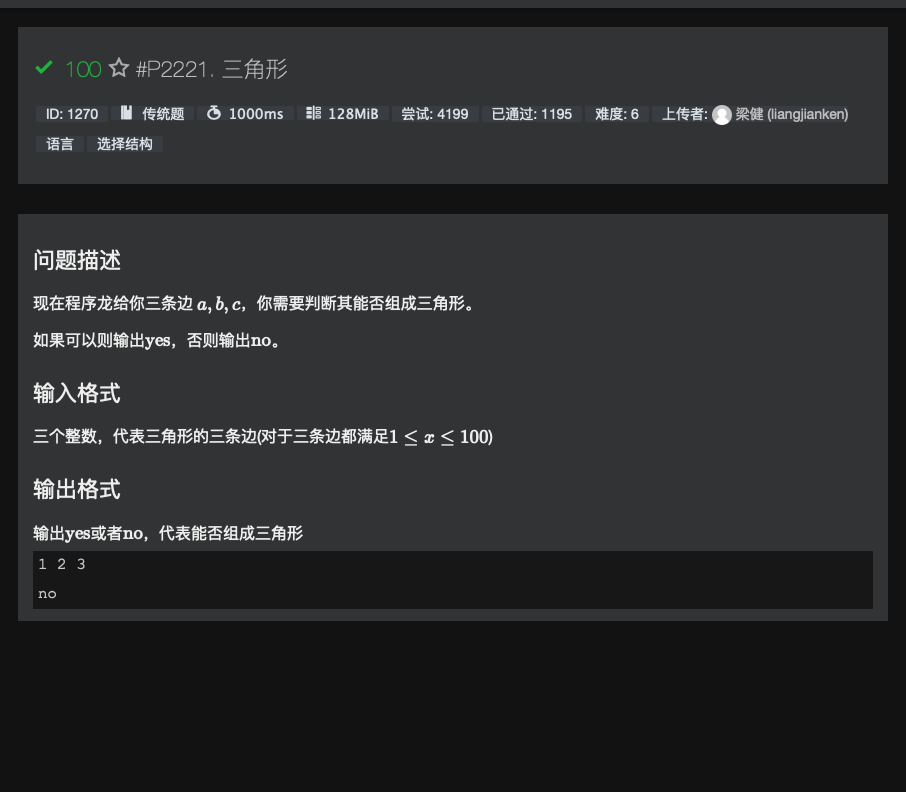 100 #P2221. 三角形
ID: 1270 传统题 1000ms 128MiB 尝试: 4199 已通过: 1195 难度: 6 上传者: 梁健 (liangjianken)
语言 选择结构
问题描述
现在程序龙给你三条边 a, b, c，你需要判断其能否组成三角形。
如果可以则输出yes，否则输出no。
输入格式
三个整数，代表三角形的三条边(对于三条边都满足1 ≤ x ≤ 100)
输出格式
输出yes或者no，代表能否组成三角形
1 2 3
no